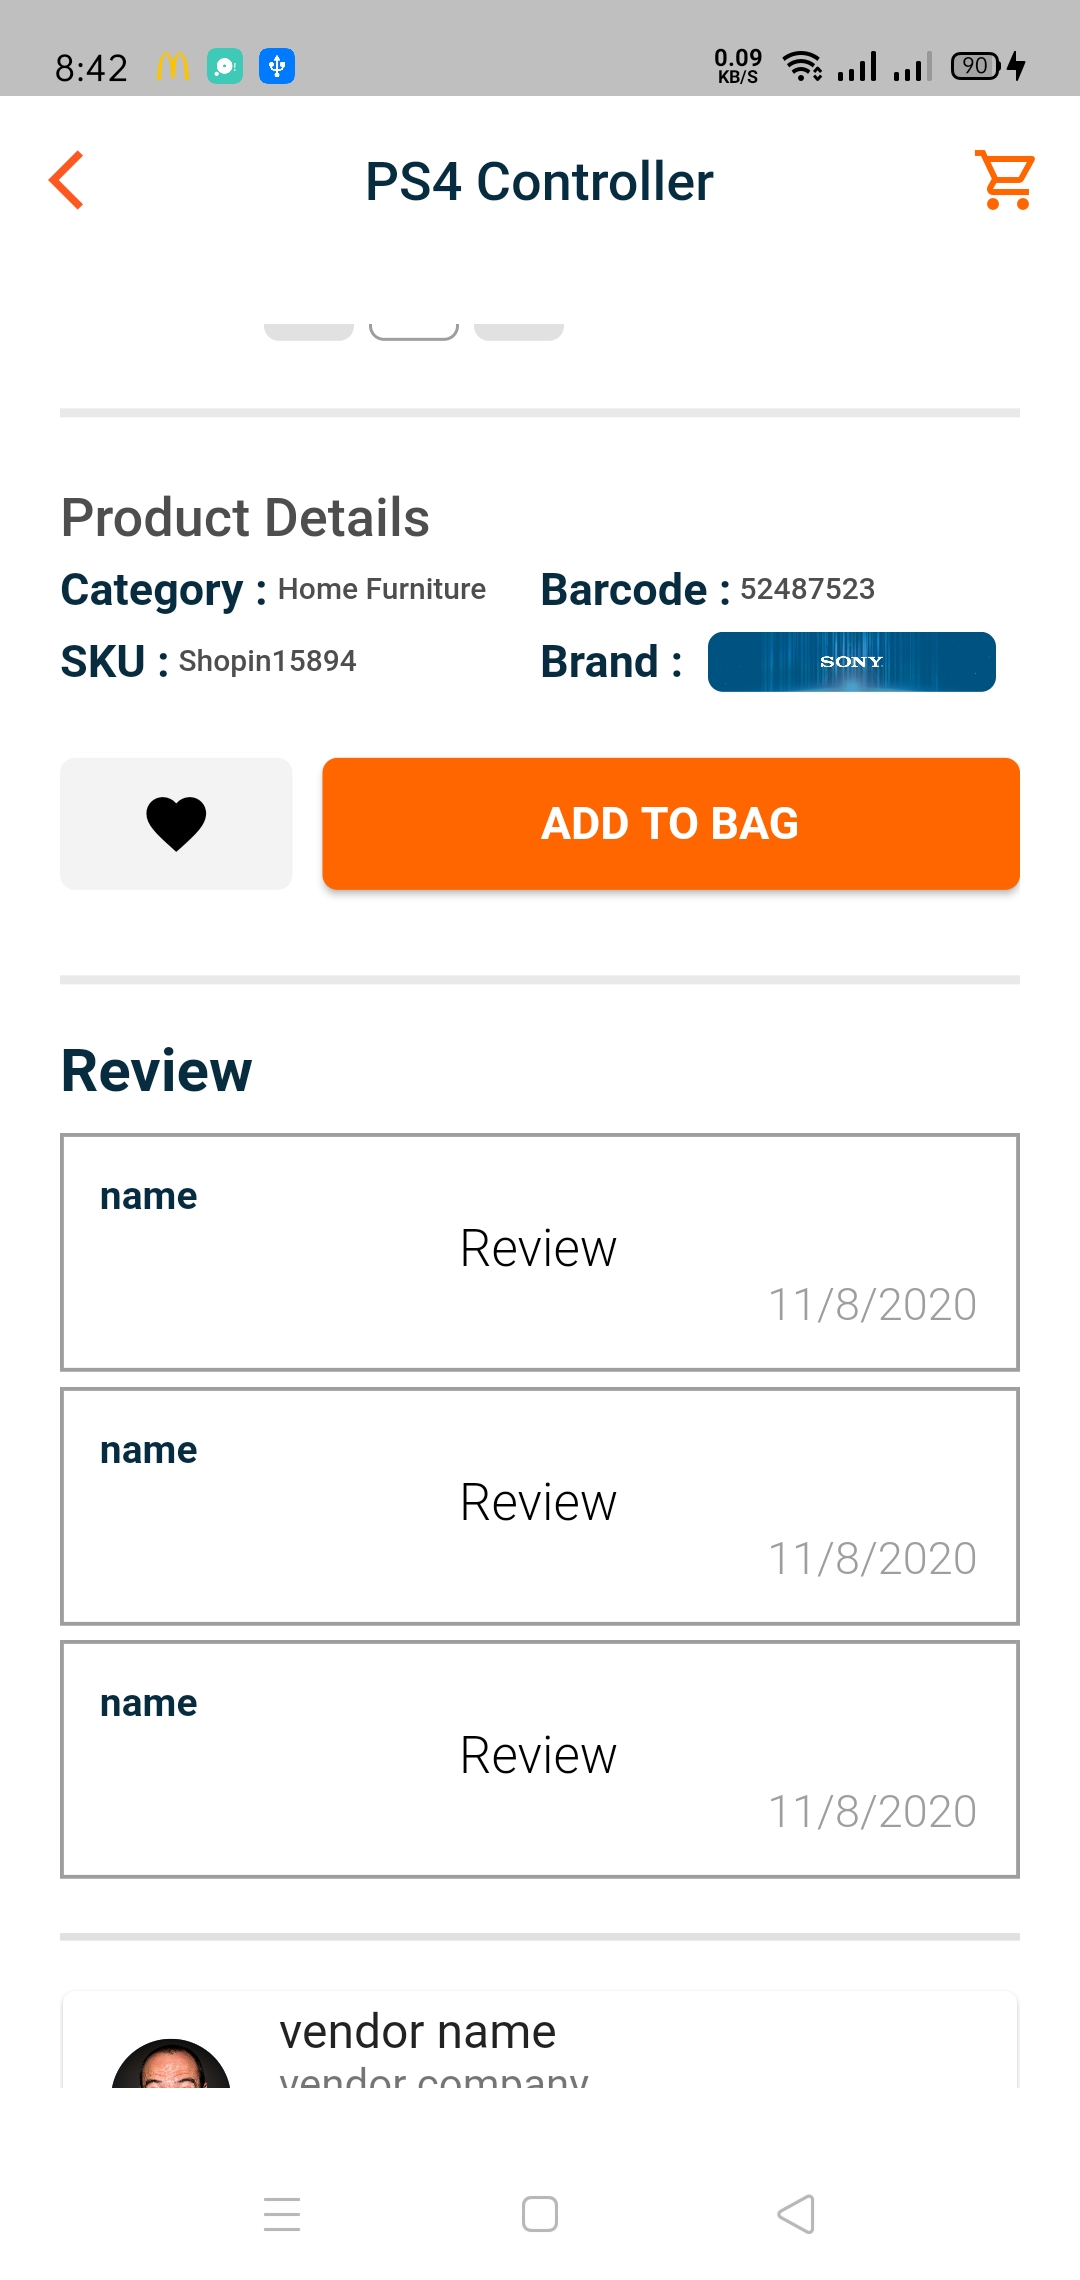 8:42
0.09
KB/S
90
PS4 Controller
Product Details
Category : Home Furniture
Barcode : 52487523
SKU : Shopin15894
Brand : SONY
ADD TO BAG
Review
name
Review
11/8/2020
name
Review
11/8/2020
name
Review
11/8/2020
vendor name
vendor company